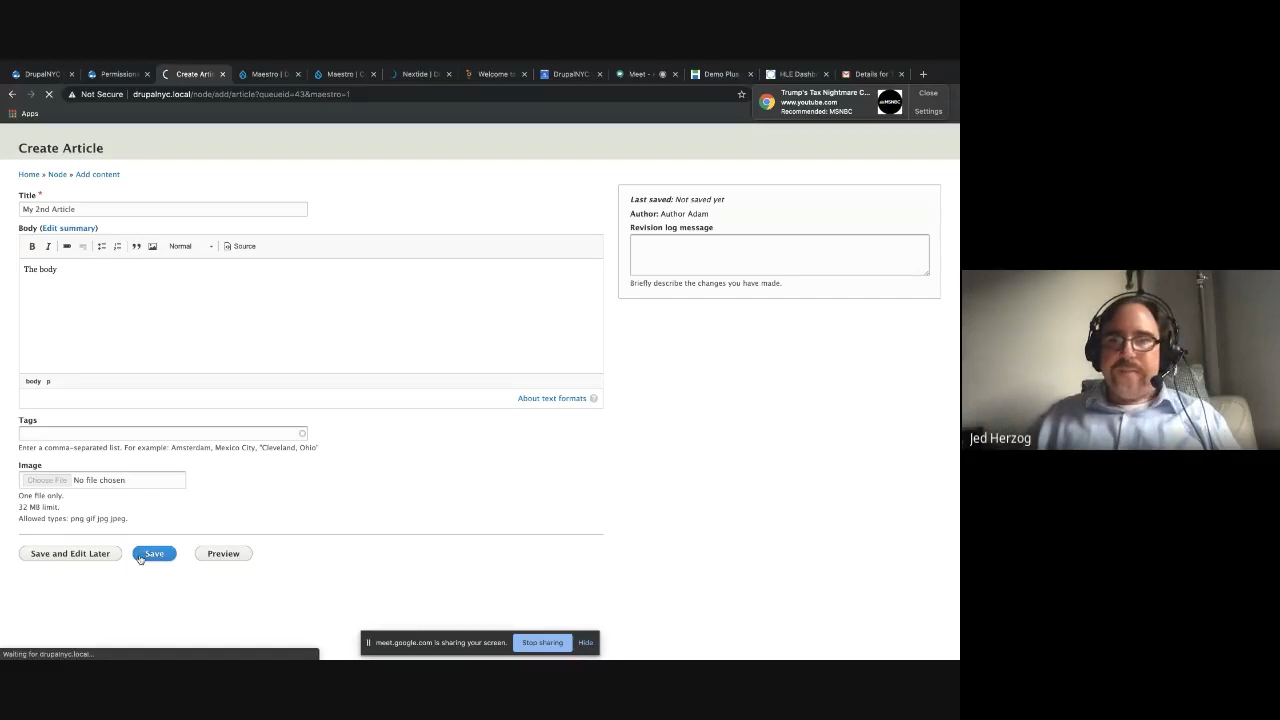 DrupalNYC
Permission
Create Arti
Maestro | D
Maestro | C
Nextide | D
Welcome to
DrupalNYC
Meet -
Demo Plus
HLE Dashb
Details for
Not Secure
drupalnyc.local/node/add/article?queueid=43&maestro=1
Trump's Tax Nightmare C...
www.youtube.com
Recommended: MSNBC
MSNBC
Close
Settings
Apps
Create Article
Home » Node » Add content
Title *
My 2nd Article
Body (Edit summary)
B I Normal Source
The body
body p
About text formats ?
Tags
Enter a comma-separated list. For example: Amsterdam, Mexico City, "Cleveland, Ohio"
Image
Choose File No file chosen
One file only.
32 MB limit.
Allowed types: png gif jpg jpeg.
Save and Edit Later
Save
Preview
Last saved: Not saved yet
Author: Author Adam
Revision log message
Briefly describe the changes you have made.
meet.google.com is sharing your screen.
Stop sharing
Hide
Waiting for drupalnyc.local...
Jed Herzog